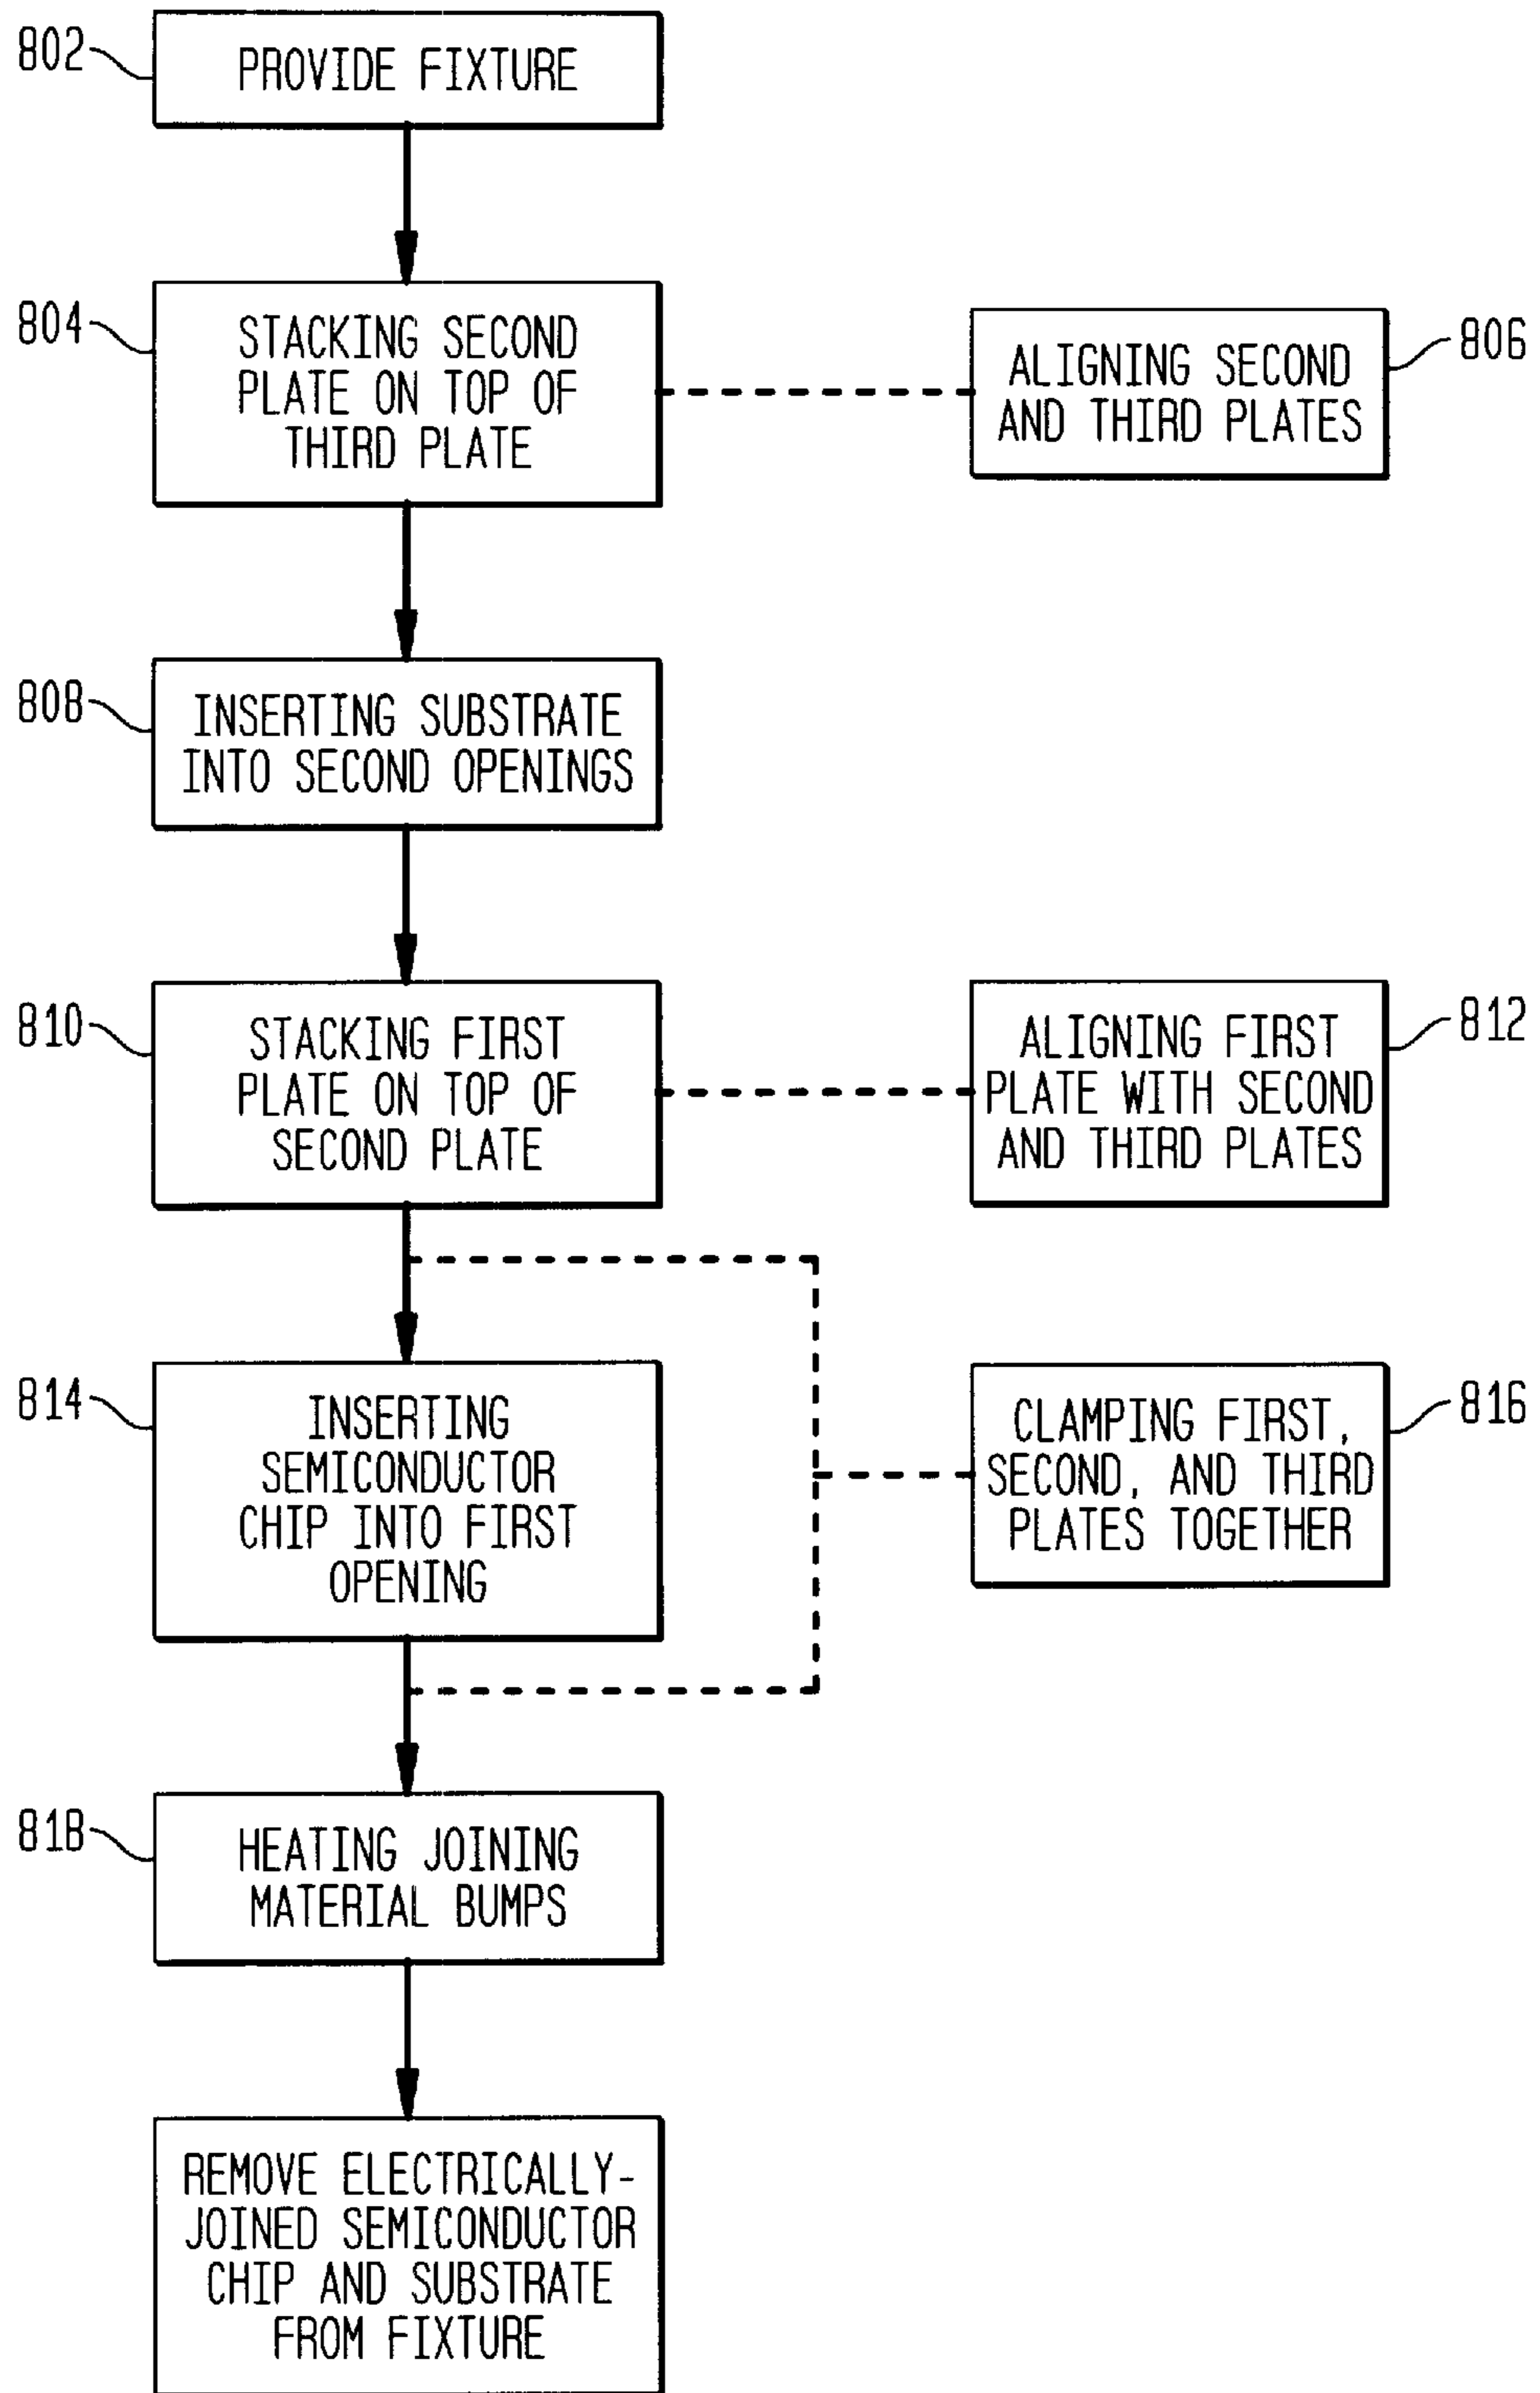 802
PROVIDE FIXTURE
804
STACKING SECOND
PLATE ON TOP OF
THIRD PLATE
806
ALIGNING SECOND
AND THIRD PLATES
808
INSERTING SUBSTRATE
INTO SECOND OPENINGS
810
STACKING FIRST
PLATE ON TOP OF
SECOND PLATE
812
ALIGNING FIRST
PLATE WITH SECOND
AND THIRD PLATES
814
INSERTING
SEMICONDUCTOR
CHIP INTO FIRST
OPENING
816
CLAMPING FIRST,
SECOND, AND THIRD
PLATES TOGETHER
818
HEATING JOINING
MATERIAL BUMPS
REMOVE ELECTRICALLY-
JOINED SEMICONDUCTOR
CHIP AND SUBSTRATE
FROM FIXTURE